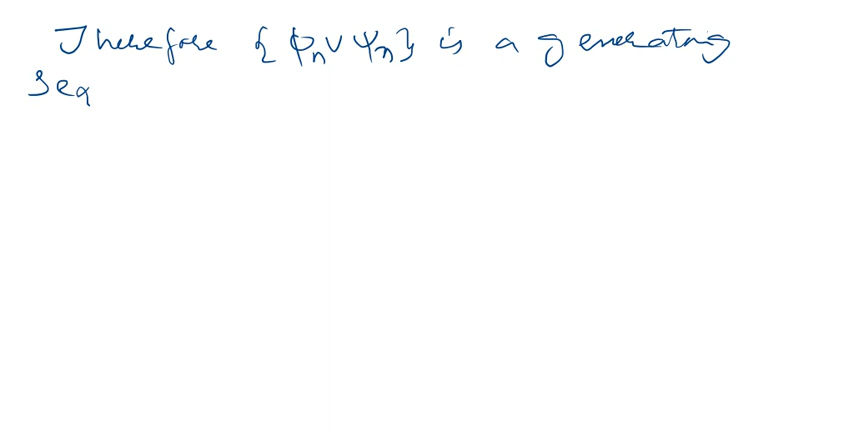 Therefore {φₙ ∨ ψₙ} is a generating
seq